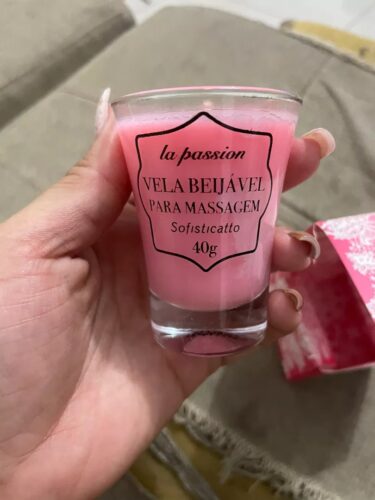 la passion
VELA BEIJÁVEL
PARA MASSAGEM
Sofisticatto
40g